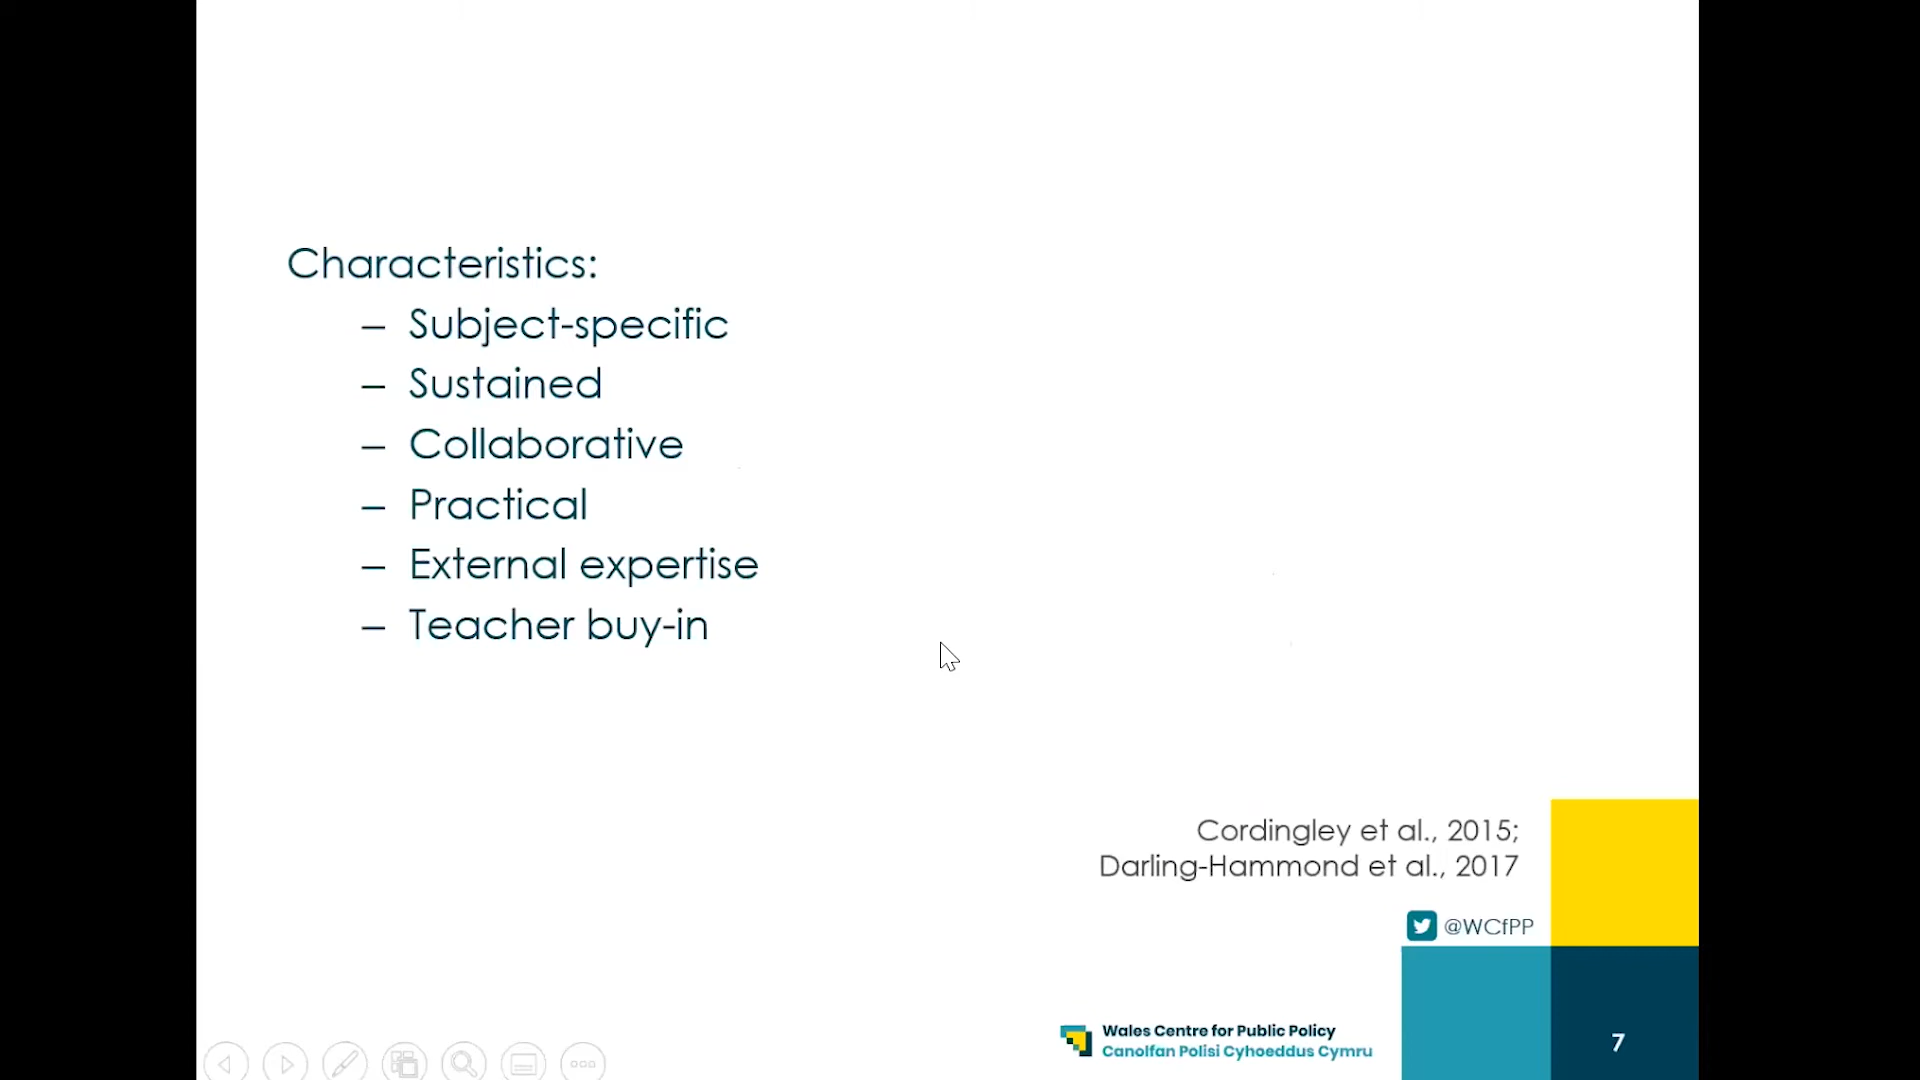 Characteristics:
– Subject-specific
– Sustained
– Collaborative
– Practical
– External expertise
– Teacher buy-in
Cordingley et al., 2015;
Darling-Hammond et al., 2017
@WCfPP
Wales Centre for Public Policy
Canolfan Polisi Cyhoeddus Cymru
7